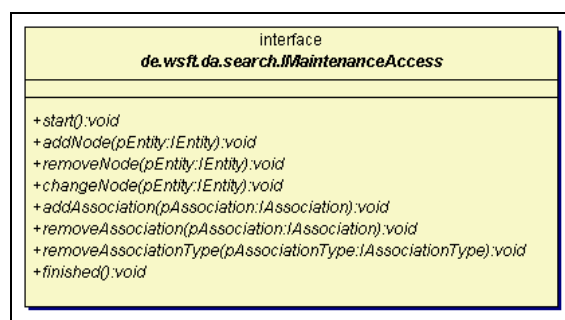 interface
de.wsft.da.search.IMaintenanceAccess
+start():void
+addNode(pEntity:IEntity):void
+removeNode(pEntity:IEntity):void
+changeNode(pEntity:IEntity):void
+addAssociation(pAssociation:IAssociation):void
+removeAssociation(pAssociation:IAssociation):void
+removeAssociationType(pAssociationType:IAssociationType):void
+finished():void